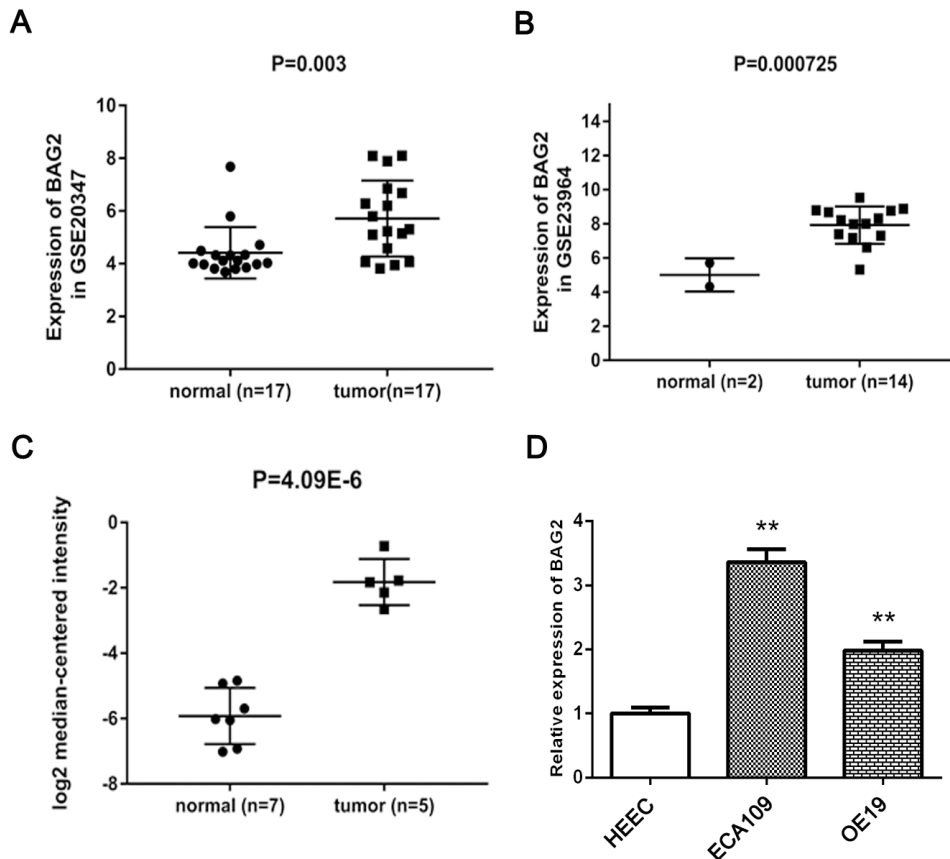 A
P=0.003
Expression of BAG2
in GSE20347
10
8
6
4
2
0
normal (n=17)
tumor(n=17)
B
P=0.000725
Expression of BAG2
in GSE23964
14
12
10
8
6
4
2
0
normal (n=2)
tumor (n=14)
C
P=4.09E-6
log2 median-centered intensity
0
-2
-4
-6
-8
normal (n=7)
tumor (n=5)
D
Relative expression of BAG2
4
3
2
1
0
**
**
HEEC
ECA109
OE19